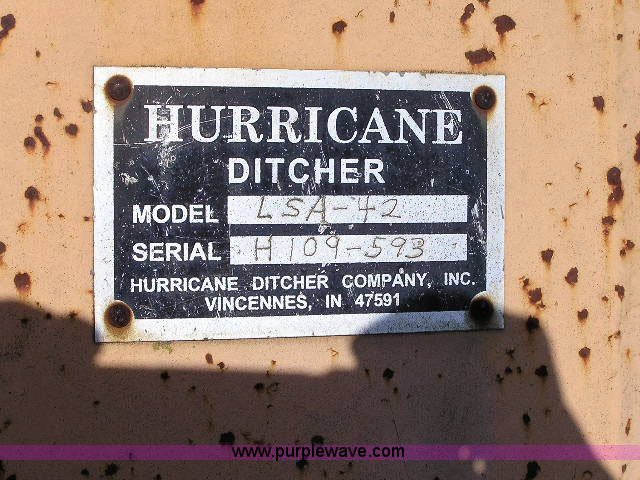 HURRICANE
DITCHER
MODEL LSA-42
SERIAL H109-593
HURRICANE DITCHER COMPANY, INC.
VINCENNES, IN 47591
www.purplewave.com